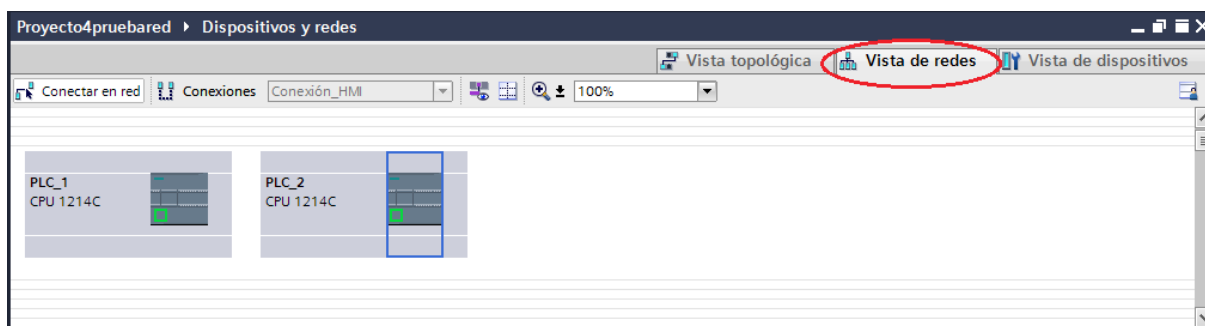 Proyecto4pruebared ▸ Dispositivos y redes
Vista topológica Vista de redes Vista de dispositivos
Conectar en red Conexiones Conexión_HMI 100%
PLC_1 PLC_2
CPU 1214C CPU 1214C